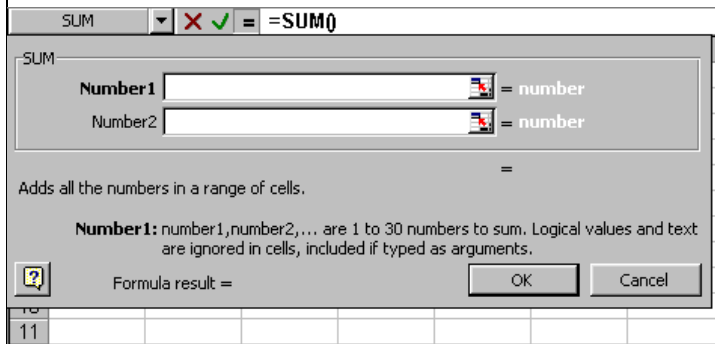 SUM = =SUM()
SUM
Number1 = number
Number2 = number
=
Adds all the numbers in a range of cells.
Number1: number1,number2,... are 1 to 30 numbers to sum. Logical values and text
are ignored in cells, included if typed as arguments.
Formula result = OK Cancel
10
11